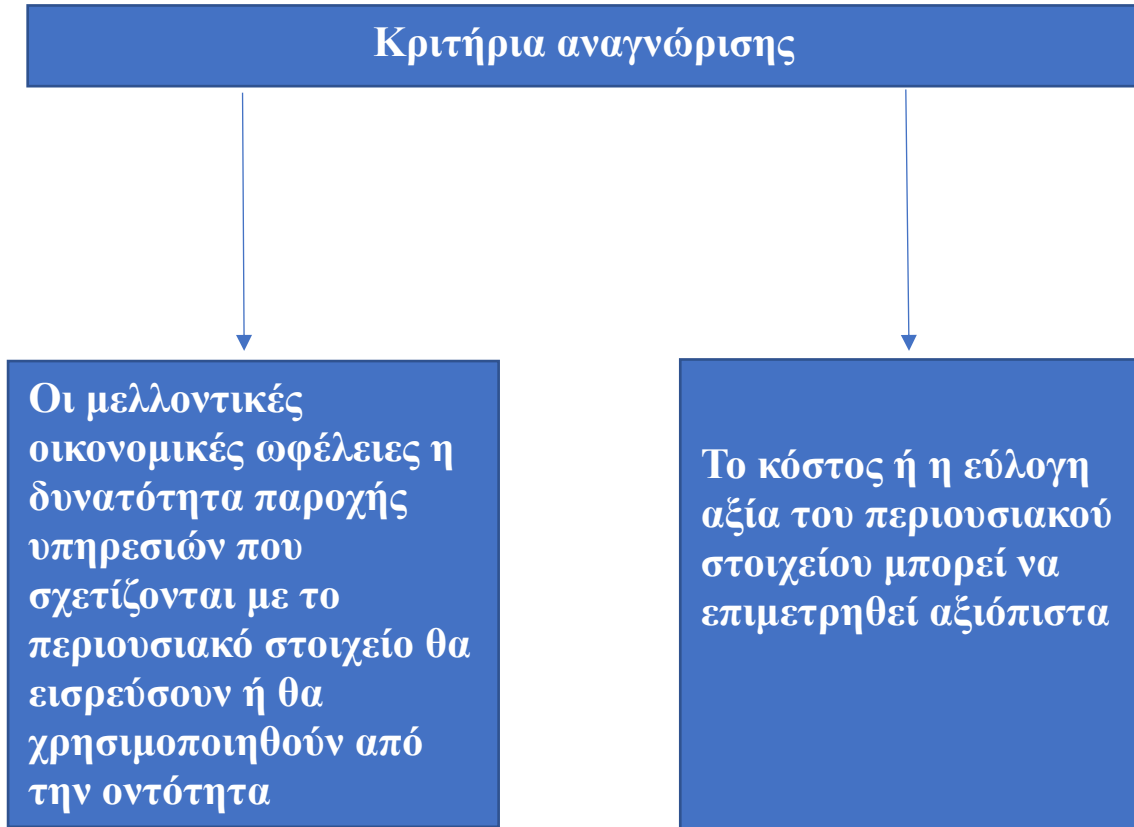 Κριτήρια αναγνώρισης
Οι μελλοντικές
οικονομικές ωφέλειες η
δυνατότητα παροχής
υπηρεσιών που
σχετίζονται με το
περιουσιακό στοιχείο θα
εισρεύσουν ή θα
χρησιμοποιηθούν από
την οντότητα
Το κόστος ή η εύλογη
αξία του περιουσιακού
στοιχείου μπορεί να
επιμετρηθεί αξιόπιστα